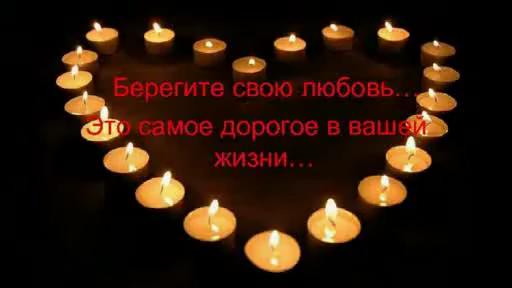 Берегите свою любовь…
Это самое дорогое в вашей
жизни…